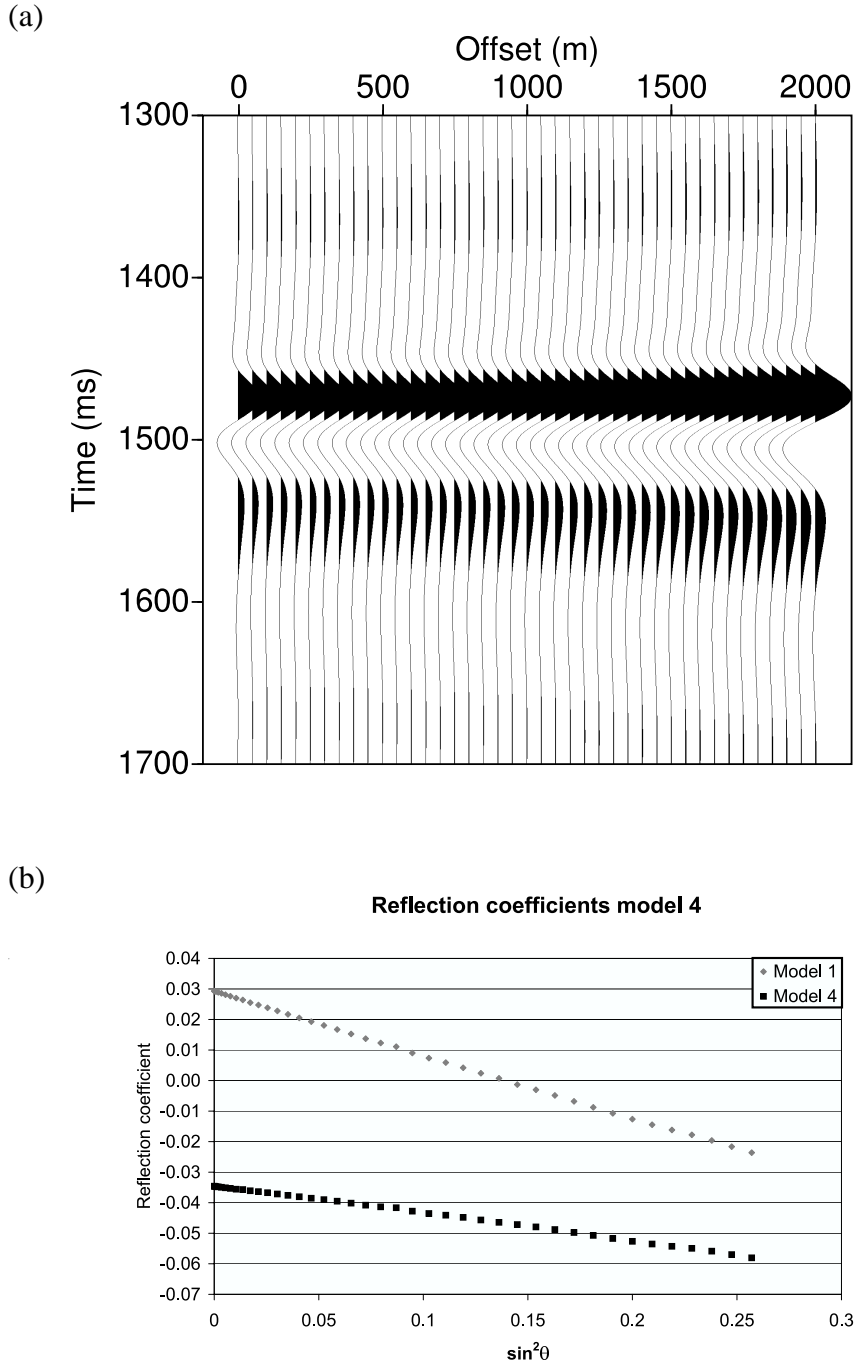 (a)
Offset (m)
0 500 1000 1500 2000
1300
1400
1500
1600
1700
Time (ms)
(b)
Reflection coefficients model 4
0.04
0.03
0.02
0.01
0.00
-0.01
-0.02
-0.03
-0.04
-0.05
-0.06
-0.07
Reflection coefficient
Model 1
Model 4
0 0.05 0.1 0.15 0.2 0.25 0.3
sin²θ